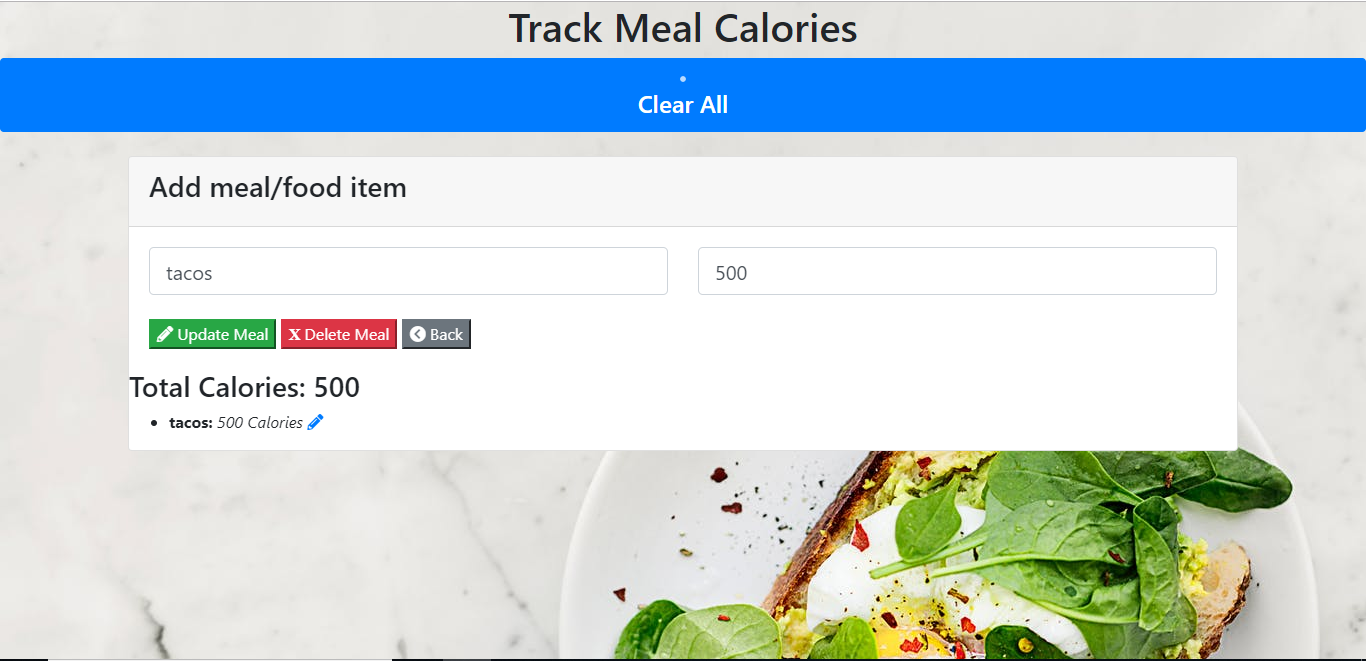 Track Meal Calories
Clear All
Add meal/food item
tacos 500
Update Meal X Delete Meal Back
Total Calories: 500
• tacos: 500 Calories